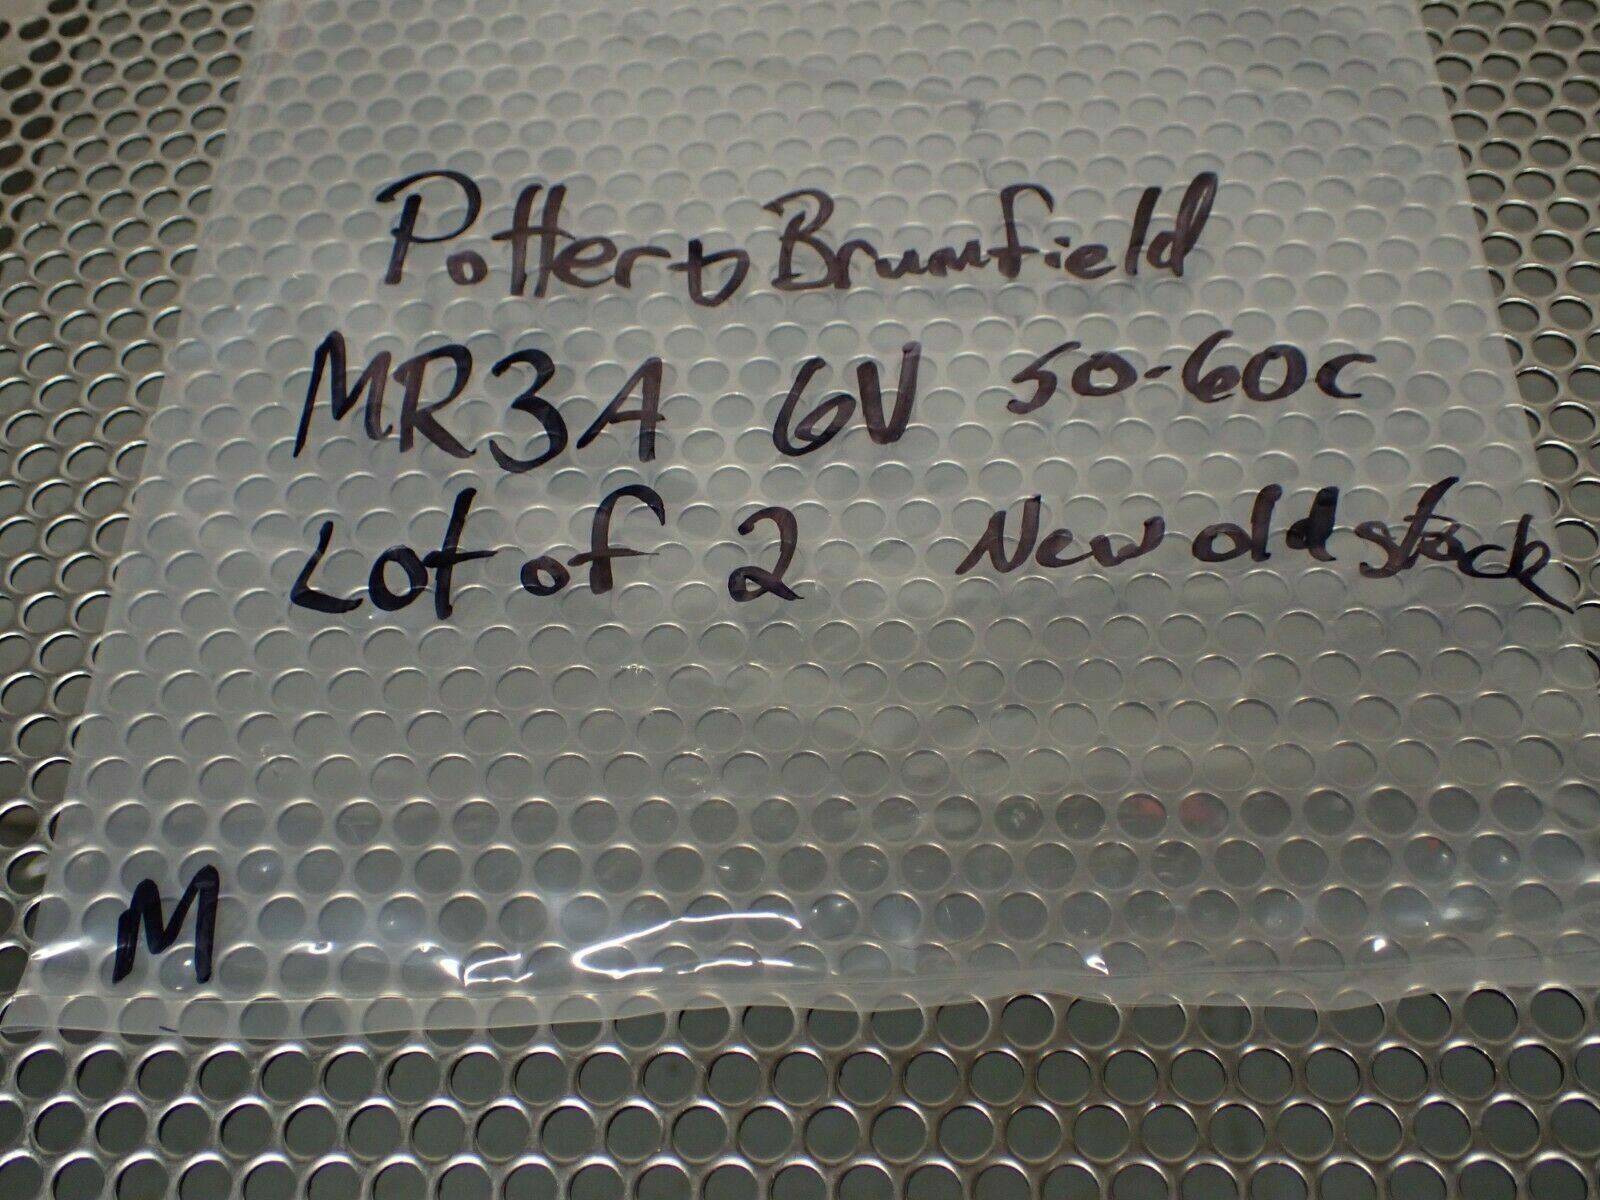 Potter & Brumfield
MR3A 6V 50-60c
Lot of 2 New old stock
M